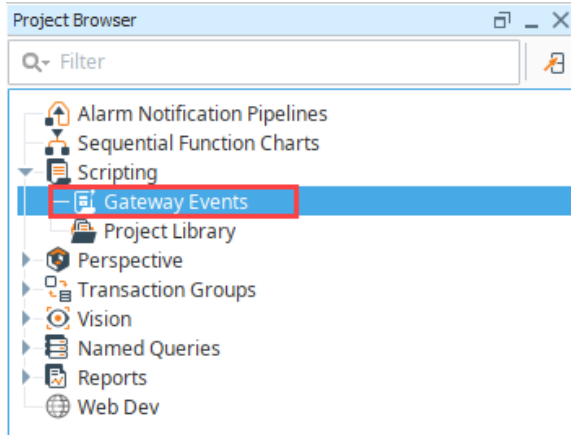 Project Browser
Filter
Alarm Notification Pipelines
Sequential Function Charts
Scripting
Gateway Events
Project Library
Perspective
Transaction Groups
Vision
Named Queries
Reports
Web Dev